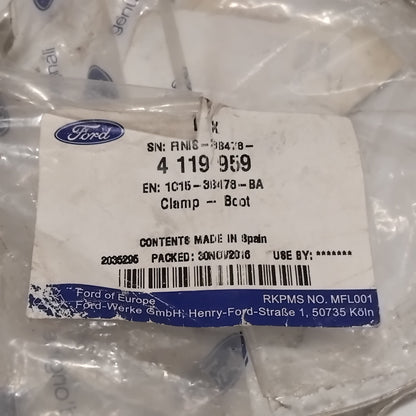 Ford
SN: FINIS-3B478-
4 119 959
EN: 1C15-3B478-BA
Clamp - Boot
CONTENTS MADE IN Spain
2035295 PACKED: 30NOV2016 USE BY: *******
Ford of Europe RKPMS NO. MFL001
Ford-Werke GmbH, Henry-Ford-Straße 1, 50735 Köln